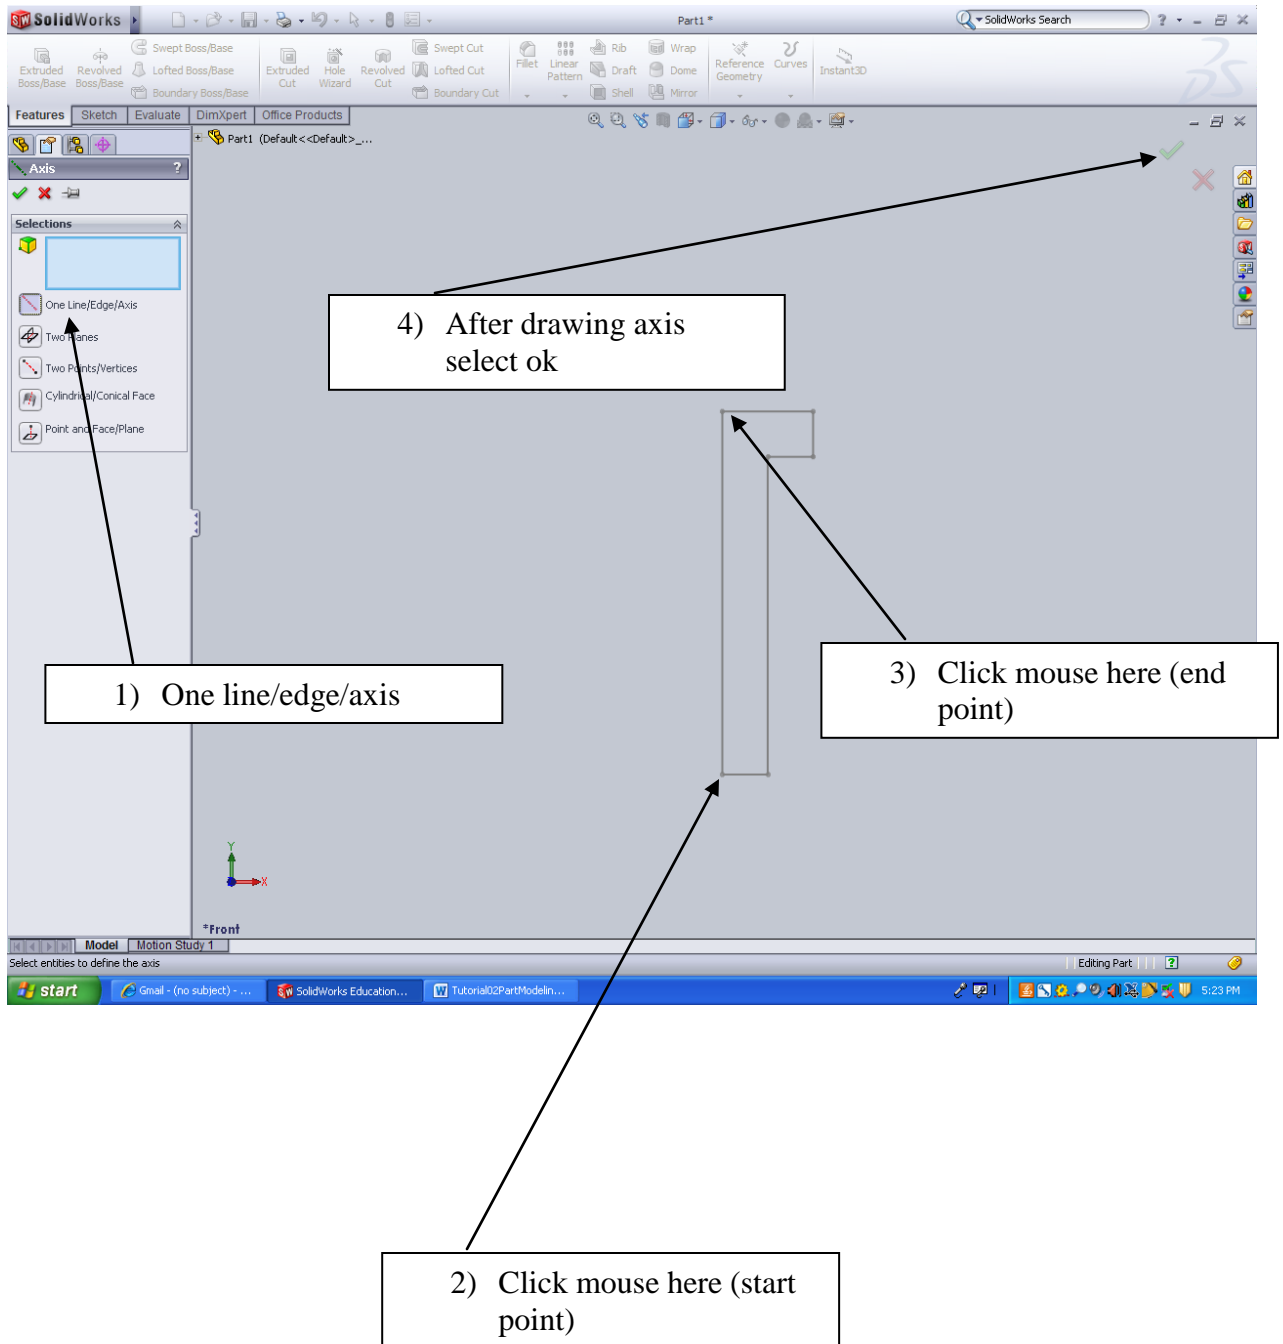 SolidWorks
Part1 *
SolidWorks Search
?
Extruded Boss/Base
Revolved Boss/Base
Swept Boss/Base
Lofted Boss/Base
Boundary Boss/Base
Extruded Cut
Hole Wizard
Revolved Cut
Swept Cut
Lofted Cut
Boundary Cut
Fillet
Linear Pattern
Rib
Draft
Shell
Wrap
Dome
Mirror
Reference Geometry
Curves
Instant3D
Features
Sketch
Evaluate
DimXpert
Office Products
Part1 (Default<<Default>_...
Axis ?
Selections
One Line/Edge/Axis
Two Planes
Two Points/Vertices
Cylindrical/Conical Face
Point and Face/Plane
4) After drawing axis
select ok
3) Click mouse here (end
point)
1) One line/edge/axis
Y
X
*Front
Model
Motion Study 1
Select entities to define the axis
Editing Part
?
start
Gmail - (no subject) - ...
SolidWorks Education...
Tutorial02PartModelin...
5:23 PM
2) Click mouse here (start
point)